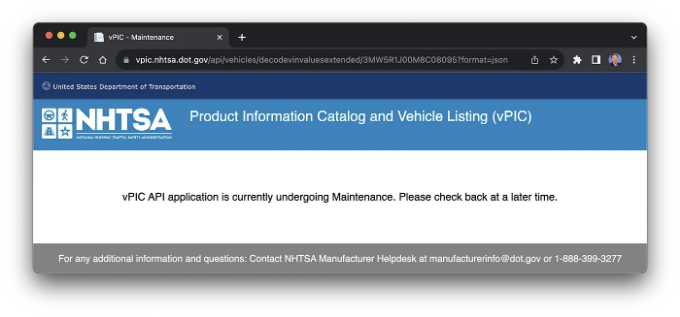 vPIC – Maintenance
vpic.nhtsa.dot.gov/api/vehicles/decodevinvaluesextended/3MW5R1J00M8C08095?format=json
United States Department of Transportation
NHTSA
NATIONAL HIGHWAY TRAFFIC SAFETY ADMINISTRATION
Product Information Catalog and Vehicle Listing (vPIC)
vPIC API application is currently undergoing Maintenance. Please check back at a later time.
For any additional information and questions: Contact NHTSA Manufacturer Helpdesk at manufacturerinfo@dot.gov or 1-888-399-3277